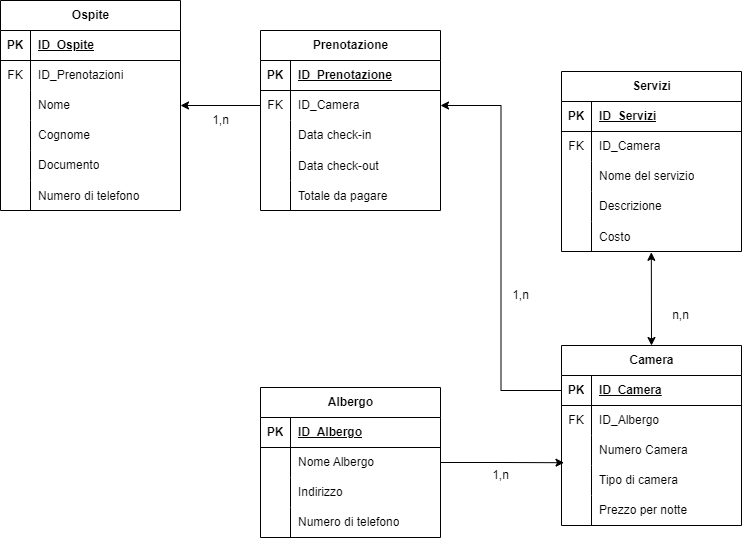 Ospite
PK ID_Ospite
FK ID_Prenotazioni
Nome
Cognome
Documento
Numero di telefono
1,n
Prenotazione
PK ID_Prenotazione
FK ID_Camera
Data check-in
Data check-out
Totale da pagare
1,n
Servizi
PK ID_Servizi
FK ID_Camera
Nome del servizio
Descrizione
Costo
n,n
Albergo
PK ID_Albergo
Nome Albergo
Indirizzo
Numero di telefono
1,n
Camera
PK ID_Camera
FK ID_Albergo
Numero Camera
Tipo di camera
Prezzo per notte